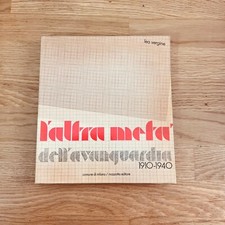 lea vergine
l'altra metà
dell'avanguardia
1910-1940
comune di milano / mazzotta editore